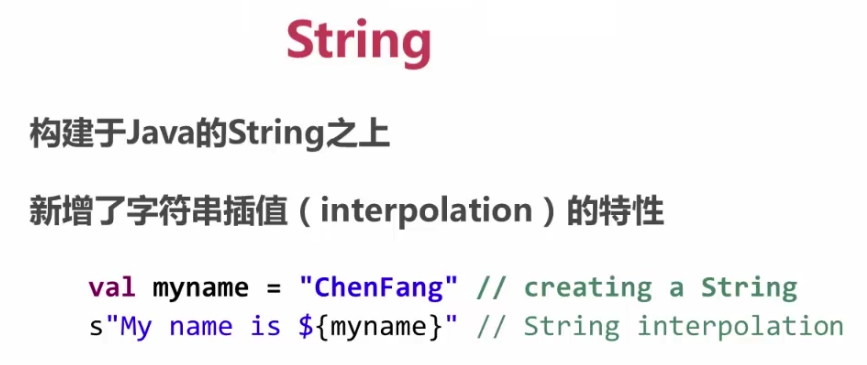 String
构建于Java的String之上
新增了字符串插值（interpolation）的特性
val myname = "ChenFang" // creating a String
s"My name is ${myname}" // String interpolation